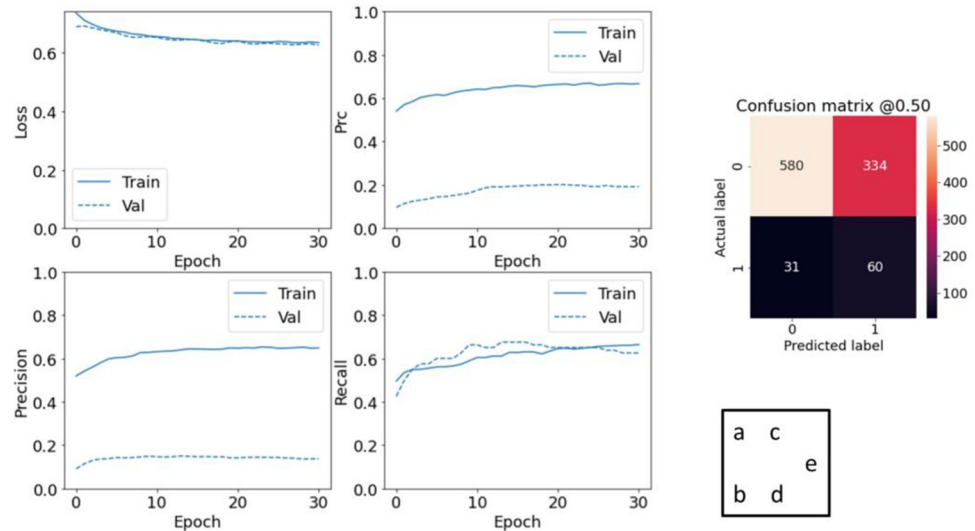 Loss
0.6
0.4
0.2
0.0
0 10 20 30
Epoch
Train
Val
Prc
1.0
0.8
0.6
0.4
0.2
0.0
0 10 20 30
Epoch
Train
Val
Precision
1.0
0.8
0.6
0.4
0.2
0.0
0 10 20 30
Epoch
Train
Val
Recall
1.0
0.8
0.6
0.4
0.2
0.0
0 10 20 30
Epoch
Train
Val
Confusion matrix @0.50
Actual label
0
580 334
1
31 60
0 1
Predicted label
500
400
300
200
100
a c
e
b d